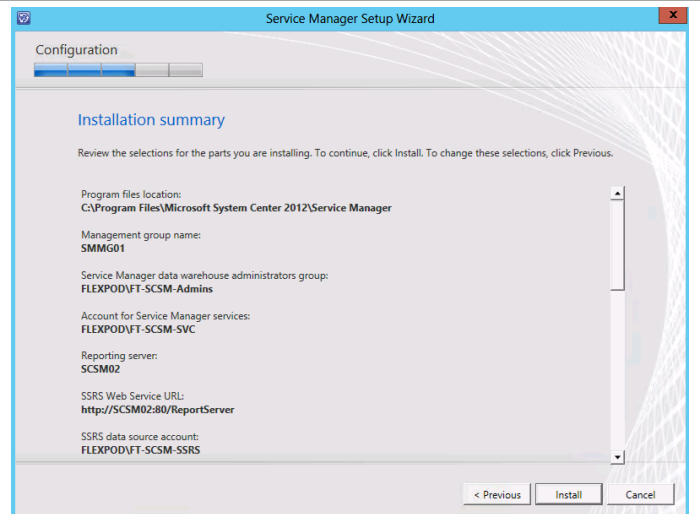 Service Manager Setup Wizard
x
Configuration
Installation summary
Review the selections for the parts you are installing. To continue, click Install. To change these selections, click Previous.
Program files location:
C:\Program Files\Microsoft System Center 2012\Service Manager
Management group name:
SMMG01
Service Manager data warehouse administrators group:
FLEXPOD\FT-SCSM-Admins
Account for Service Manager services:
FLEXPOD\FT-SCSM-SVC
Reporting server:
SCSM02
SSRS Web Service URL:
http://SCSM02:80/ReportServer
SSRS data source account:
FLEXPOD\FT-SCSM-SSRS
< Previous
Install
Cancel